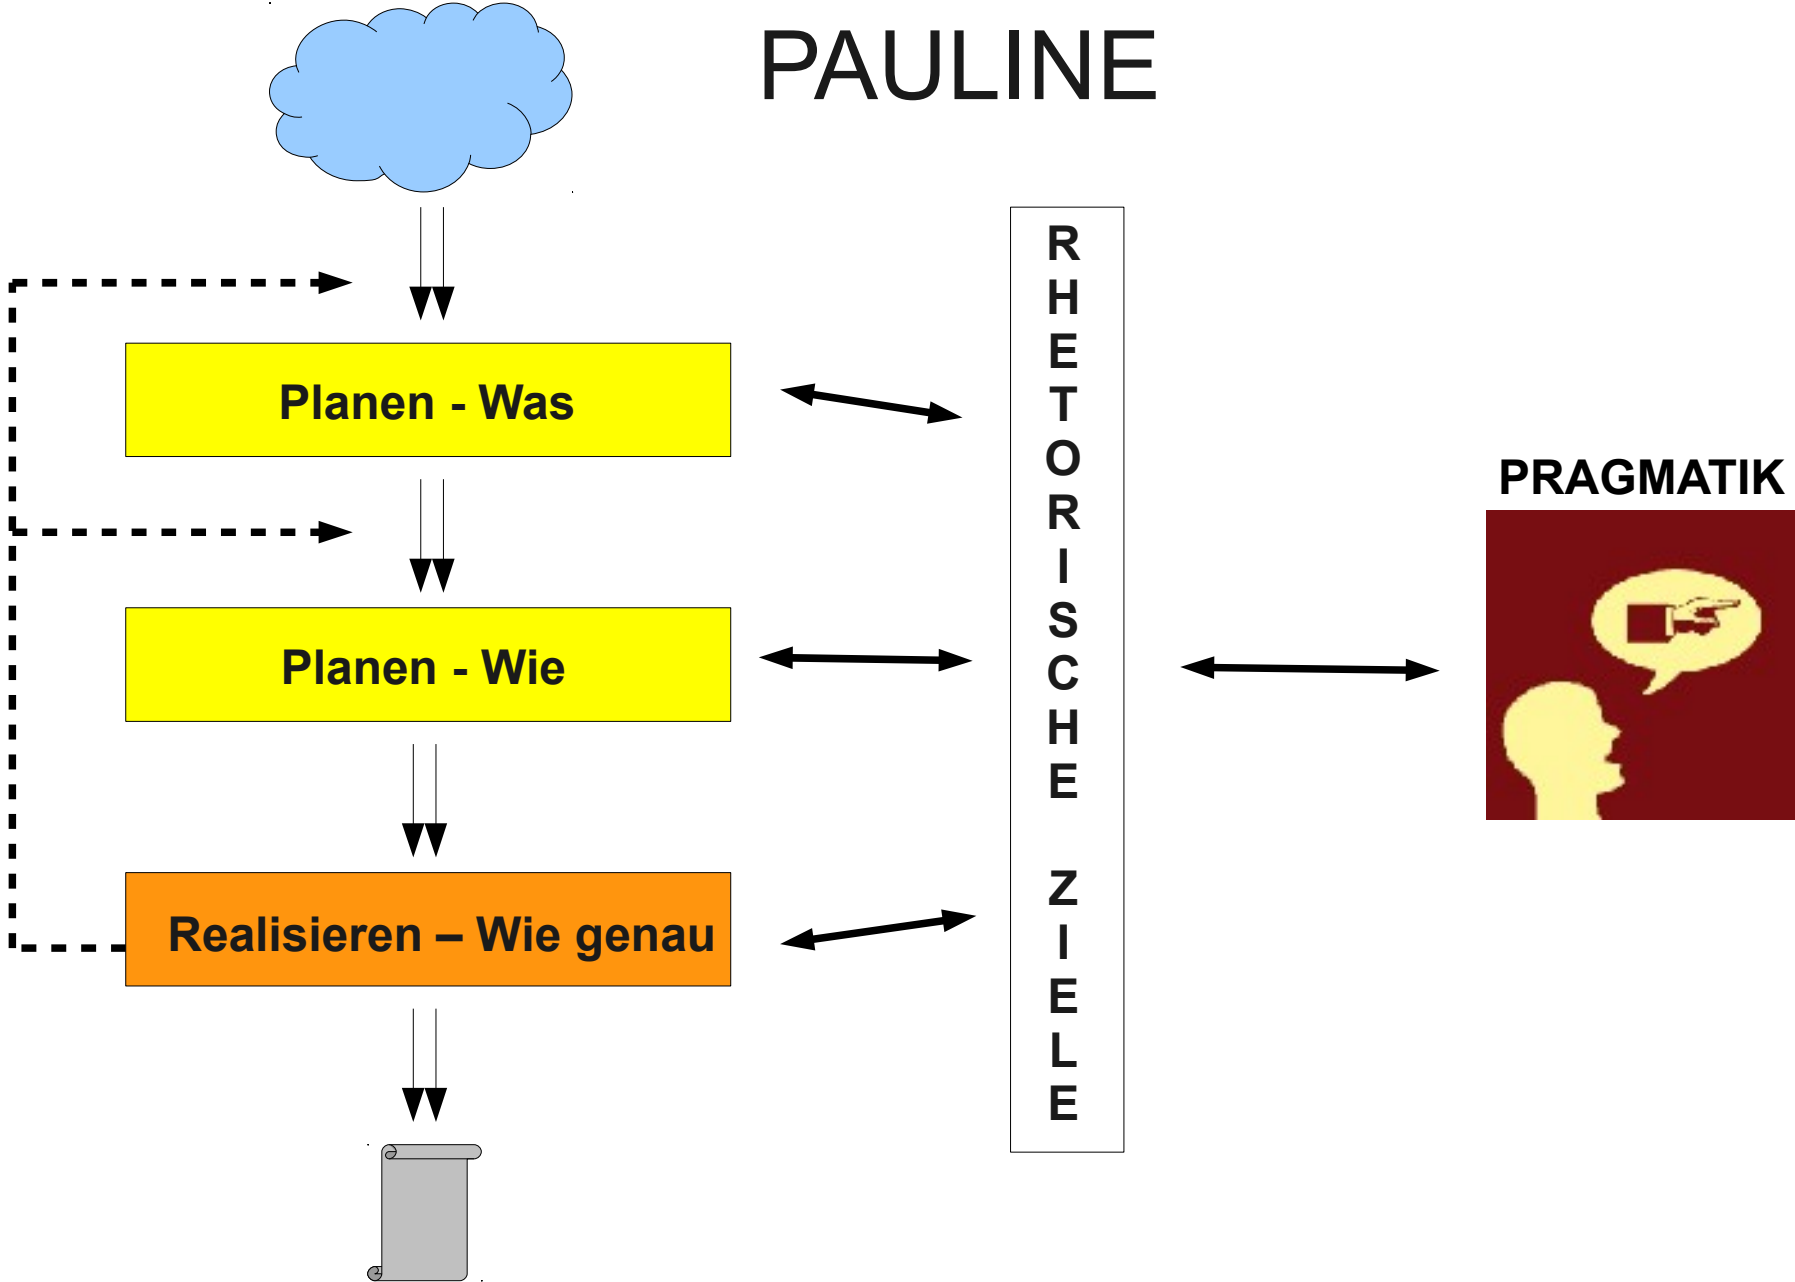 PAULINE
Planen - Was
Planen - Wie
Realisieren – Wie genau
RHETORISCHE ZIELE
PRAGMATIK